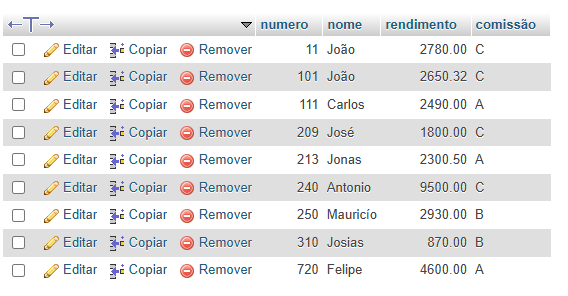 numero nome rendimento comissão
Editar Copiar Remover 11 João 2780.00 C
Editar Copiar Remover 101 João 2650.32 C
Editar Copiar Remover 111 Carlos 2490.00 A
Editar Copiar Remover 209 José 1800.00 C
Editar Copiar Remover 213 Jonas 2300.50 A
Editar Copiar Remover 240 Antonio 9500.00 C
Editar Copiar Remover 250 Mauricío 2930.00 B
Editar Copiar Remover 310 Josias 870.00 B
Editar Copiar Remover 720 Felipe 4600.00 A